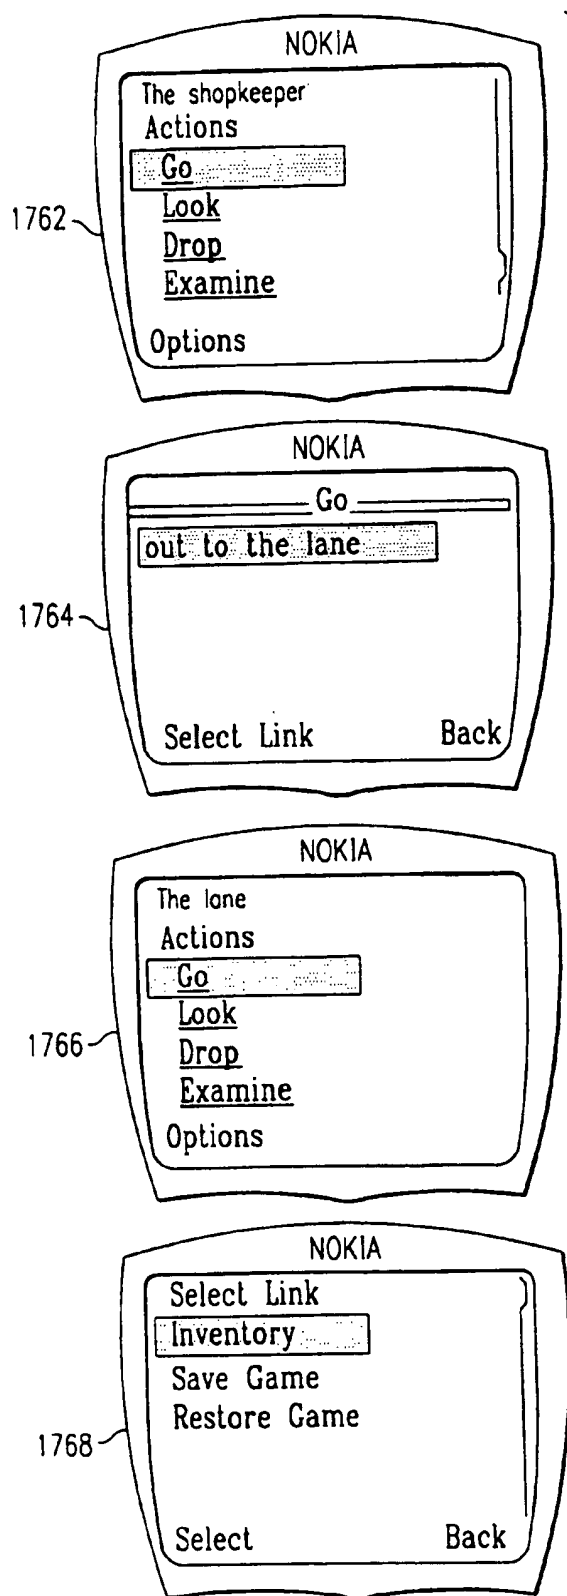 NOKIA
The shopkeeper
Actions
Go
Look
1762
Drop
Examine
Options
NOKIA
Go
out to the lane
1764
Select Link Back
NOKIA
The lane
Actions
Go
Look
1766
Drop
Examine
Options
NOKIA
Select Link
Inventory
Save Game
Restore Game
1768
Select Back